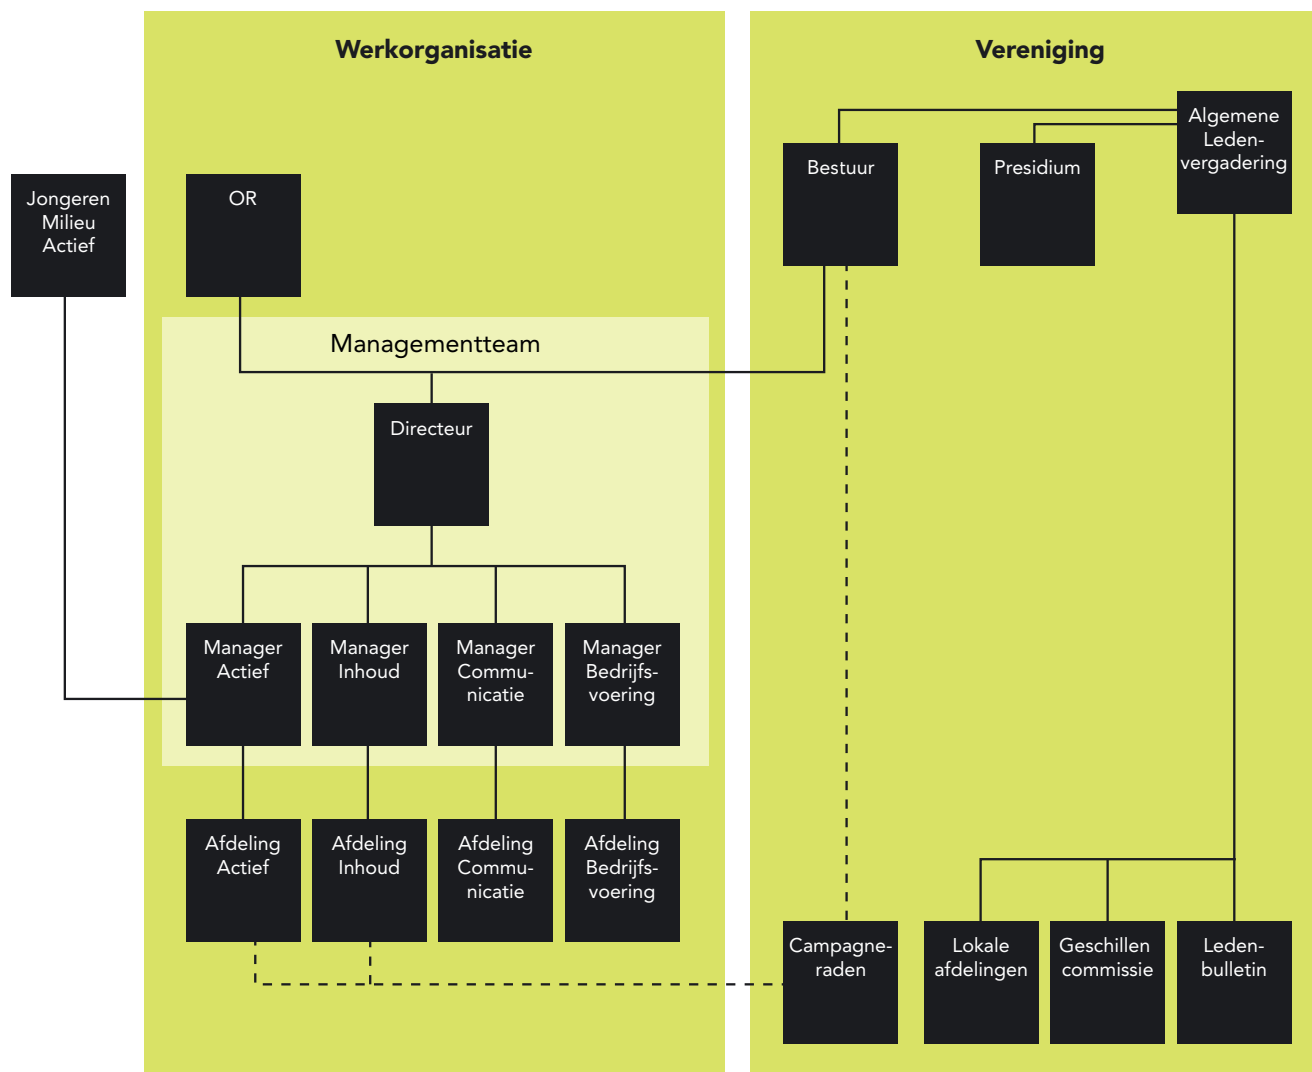 Werkorganisatie
Vereniging
Algemene
Leden-
vergadering
Bestuur
Presidium
Jongeren
Milieu
Actief
OR
Managementteam
Directeur
Manager
Actief
Manager
Inhoud
Manager
Commu-
nicatie
Manager
Bedrijfs-
voering
Afdeling
Actief
Afdeling
Inhoud
Afdeling
Commu-
nicatie
Afdeling
Bedrijfs-
voering
Campagne-
raden
Lokale
afdelingen
Geschillen
commissie
Leden-
bulletin